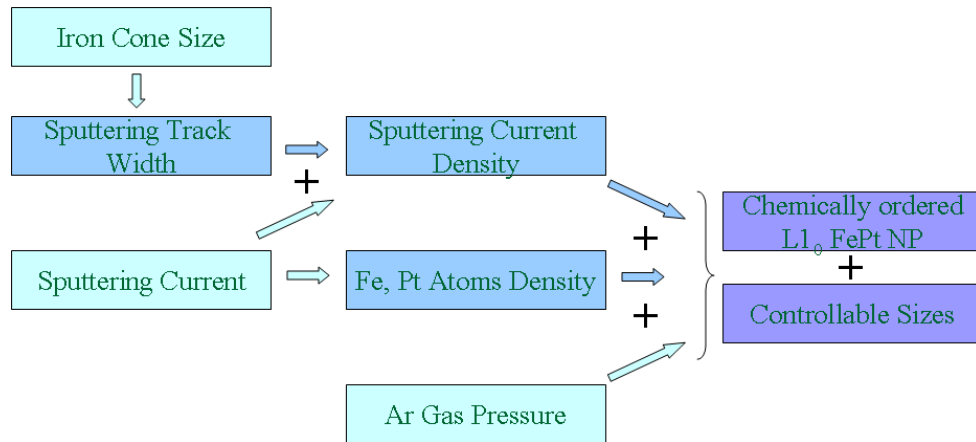 Iron Cone Size
Sputtering Track
Width
Sputtering Current
Density
+
Chemically ordered
L1₀ FePt NP
+
+
Sputtering Current
Fe, Pt Atoms Density
+
Controllable Sizes
Ar Gas Pressure